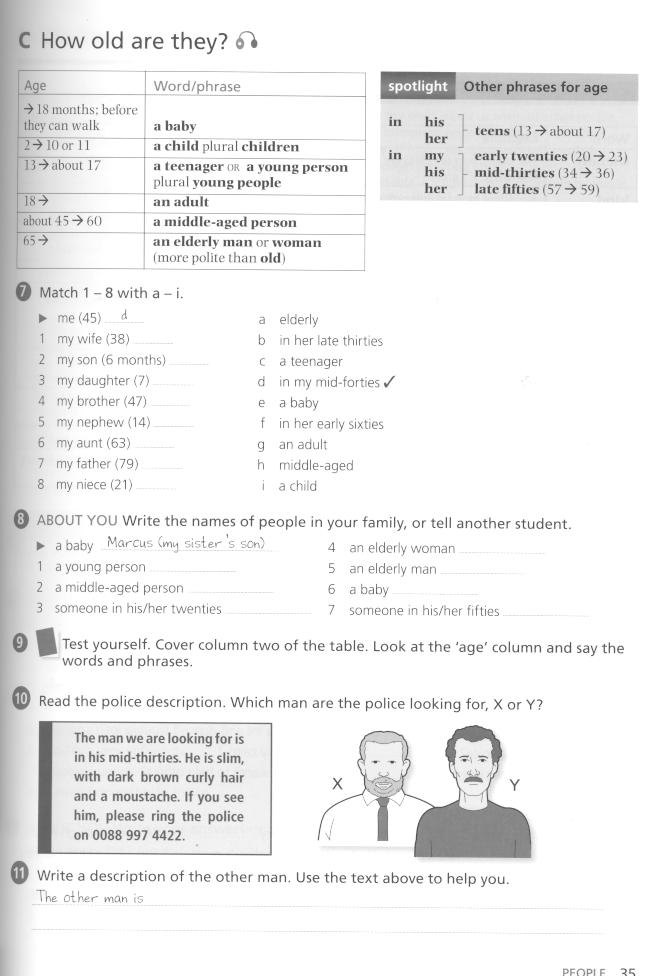 C How old are they?
Age Word/phrase
→ 18 months: before
they can walk a baby
2 → 10 or 11 a child plural children
13 → about 17 a teenager OR a young person
plural young people
18 → an adult
about 45 → 60 a middle-aged person
65 → an elderly man or woman
(more polite than old)
spotlight Other phrases for age
in his
her teens (13 → about 17)
in my early twenties (20 → 23)
his mid-thirties (34 → 36)
her late fifties (57 → 59)
7 Match 1 – 8 with a – i.
▶ me (45) d
1 my wife (38)
2 my son (6 months)
3 my daughter (7)
4 my brother (47)
5 my nephew (14)
6 my aunt (63)
7 my father (79)
8 my niece (21)
a elderly
b in her late thirties
c a teenager
d in my mid-forties ✓
e a baby
f in her early sixties
g an adult
h middle-aged
i a child
8 ABOUT YOU Write the names of people in your family, or tell another student.
▶ a baby Marcus (my sister's son)
1 a young person
2 a middle-aged person
3 someone in his/her twenties
4 an elderly woman
5 an elderly man
6 a baby
7 someone in his/her fifties
9 Test yourself. Cover column two of the table. Look at the 'age' column and say the
words and phrases.
10 Read the police description. Which man are the police looking for, X or Y?
The man we are looking for is
in his mid-thirties. He is slim,
with dark brown curly hair
and a moustache. If you see
him, please ring the police
on 0088 997 4422.
X
Y
11 Write a description of the other man. Use the text above to help you.
The other man is
PEOPLE 35